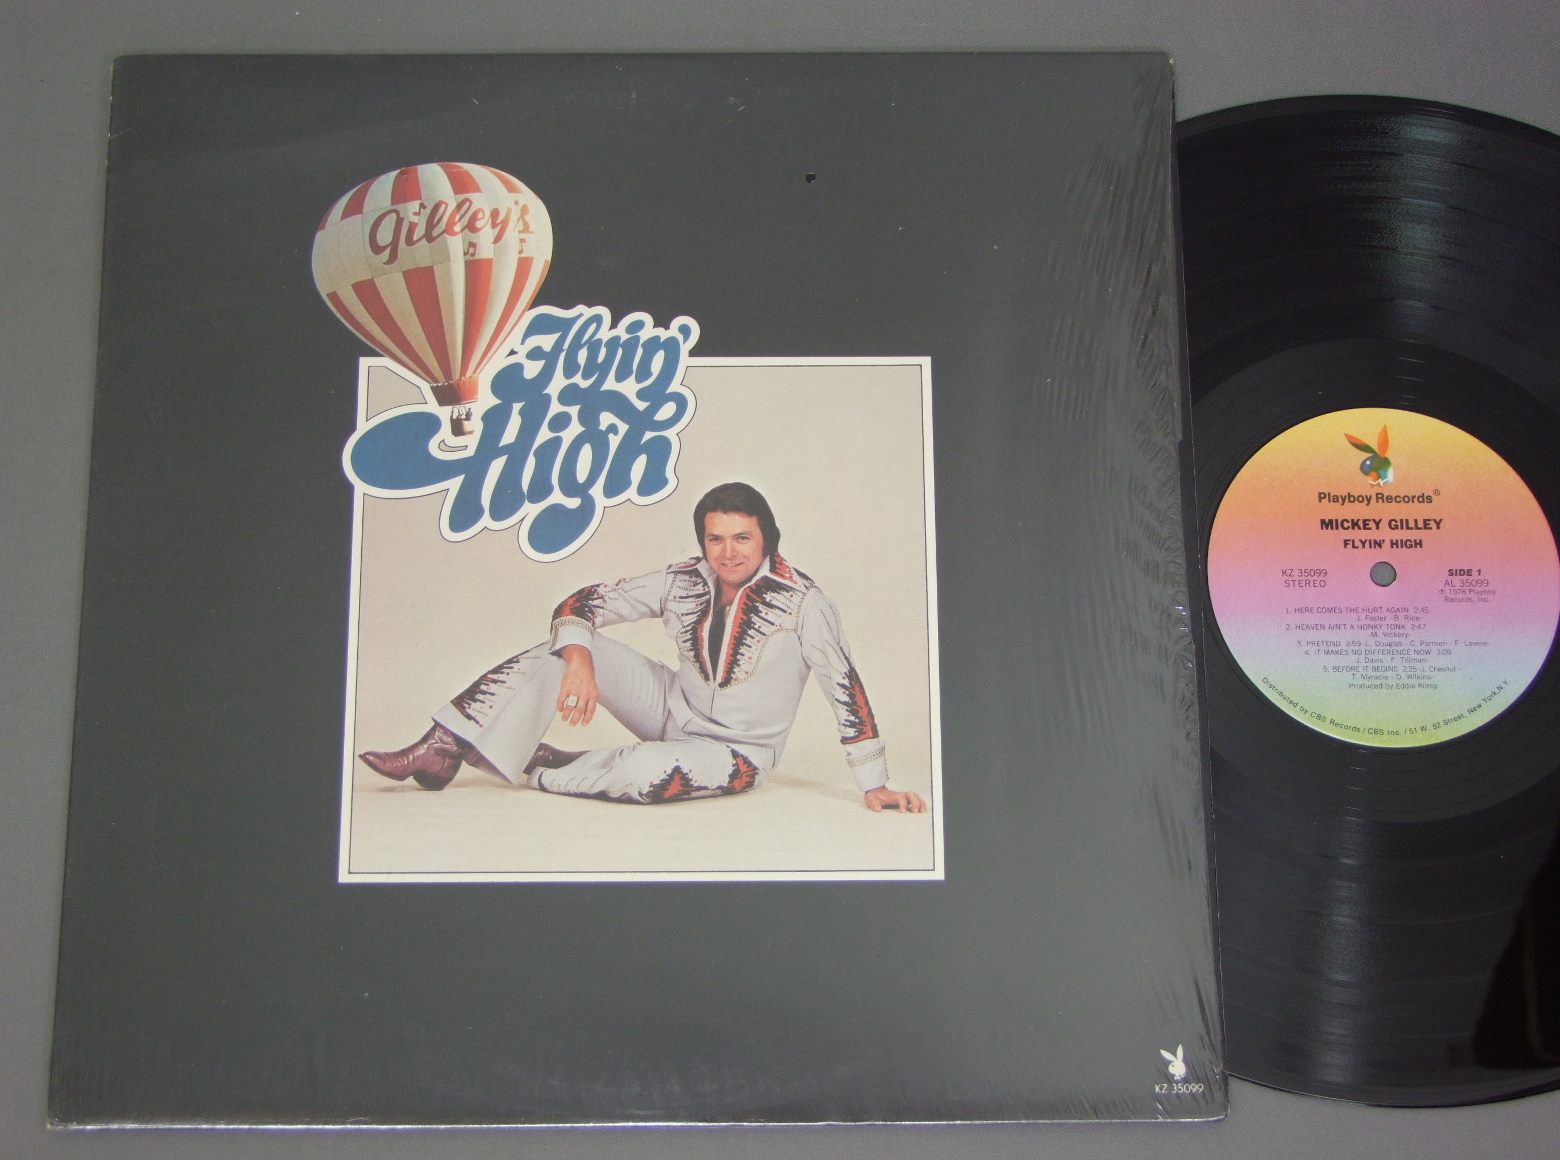 Gilley's
Flyin'
High
KZ 35099
Playboy Records®
MICKEY GILLEY
FLYIN' HIGH
KZ 35099
STEREO
SIDE 1
AL 35099
℗ 1978 Playboy
Records, Inc.
1. HERE COMES THE HURT AGAIN 2:45
-J. Foster - B. Rice-
2. HEAVEN AIN'T A HONKY TONK 2:47
-M. Vickery-
3. PRETEND 2:59 -L. Douglas - C. Parmen - F. Lavere-
4. IT MAKES NO DIFFERENCE NOW 3:09
-J. Davis - F. Tillman-
5. BEFORE IT BEGINS 2:25 -J. Chesnut -
T. Myracle - D. Wilkins-
-Produced by Eddie Kilroy
Distributed by CBS Records / CBS Inc. / 51 W. 52 Street, New York, N.Y.